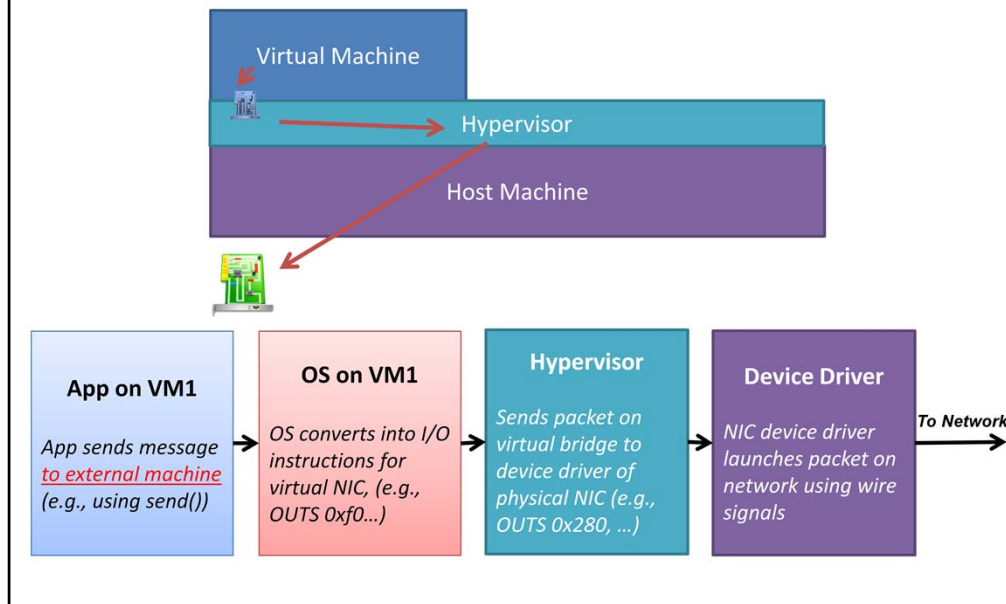 Virtual Machine
Hypervisor
Host Machine
App on VM1
App sends message
to external machine
(e.g., using send())
OS on VM1
OS converts into I/O
instructions for
virtual NIC, (e.g.,
OUTS 0xf0...)
Hypervisor
Sends packet on
virtual bridge to
device driver of
physical NIC (e.g.,
OUTS 0x280, ...)
Device Driver
NIC device driver
launches packet on
network using wire
signals
To Network